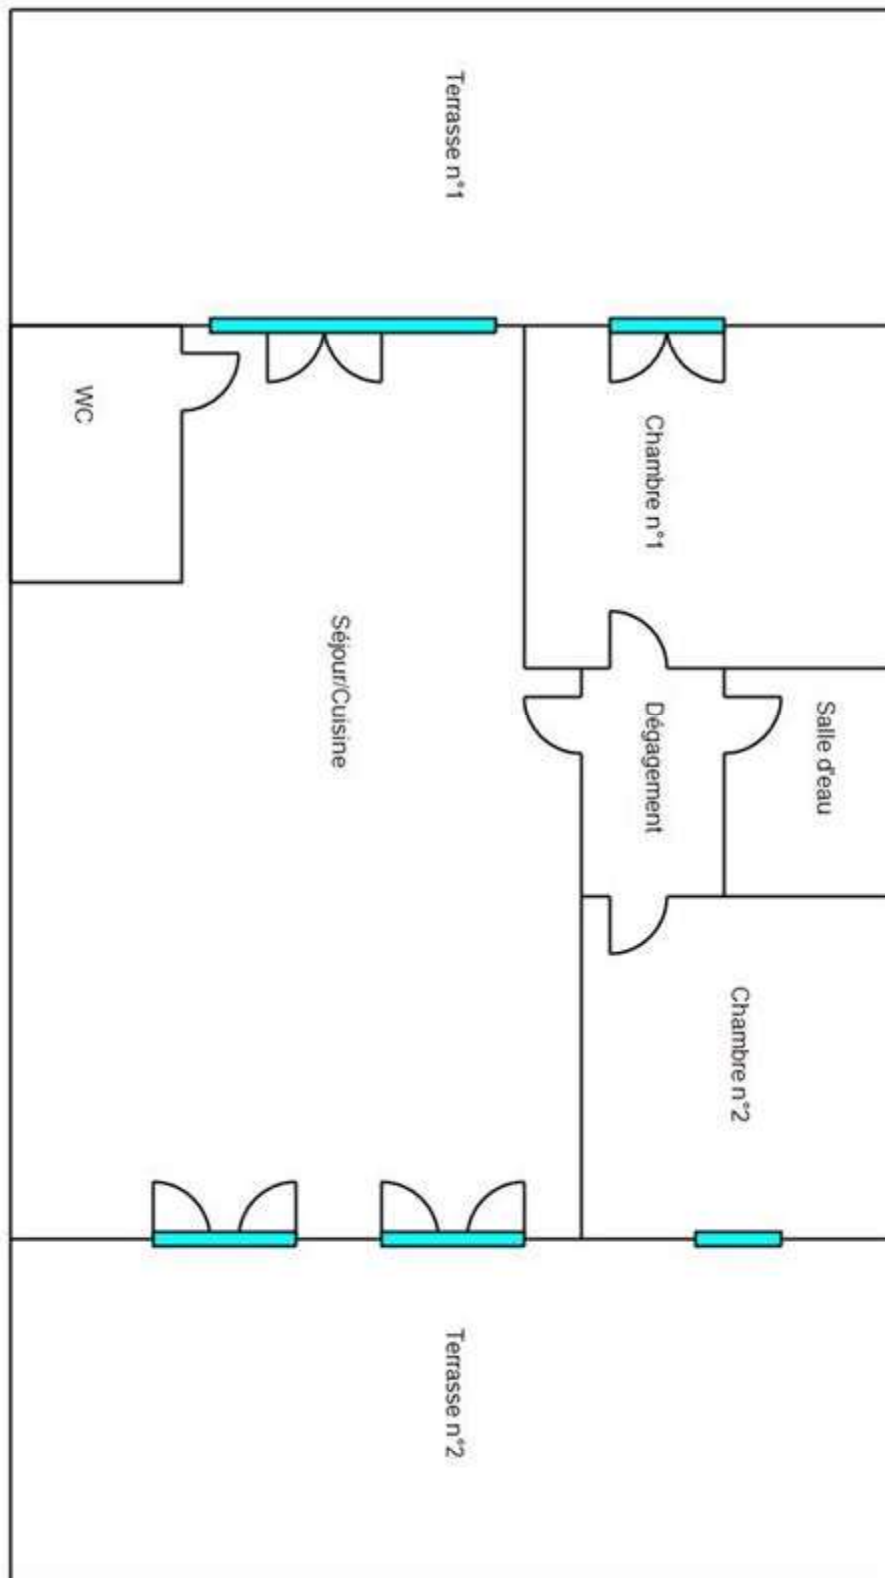 Terrasse n°1
WC
Chambre n°1
Séjour/Cuisine
Dégagement
Salle d'eau
Chambre n°2
Terrasse n°2